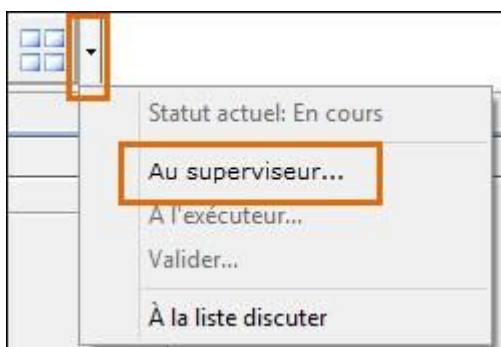 Statut actuel: En cours
Au superviseur...
À l'exécuteur...
Valider...
À la liste discuter